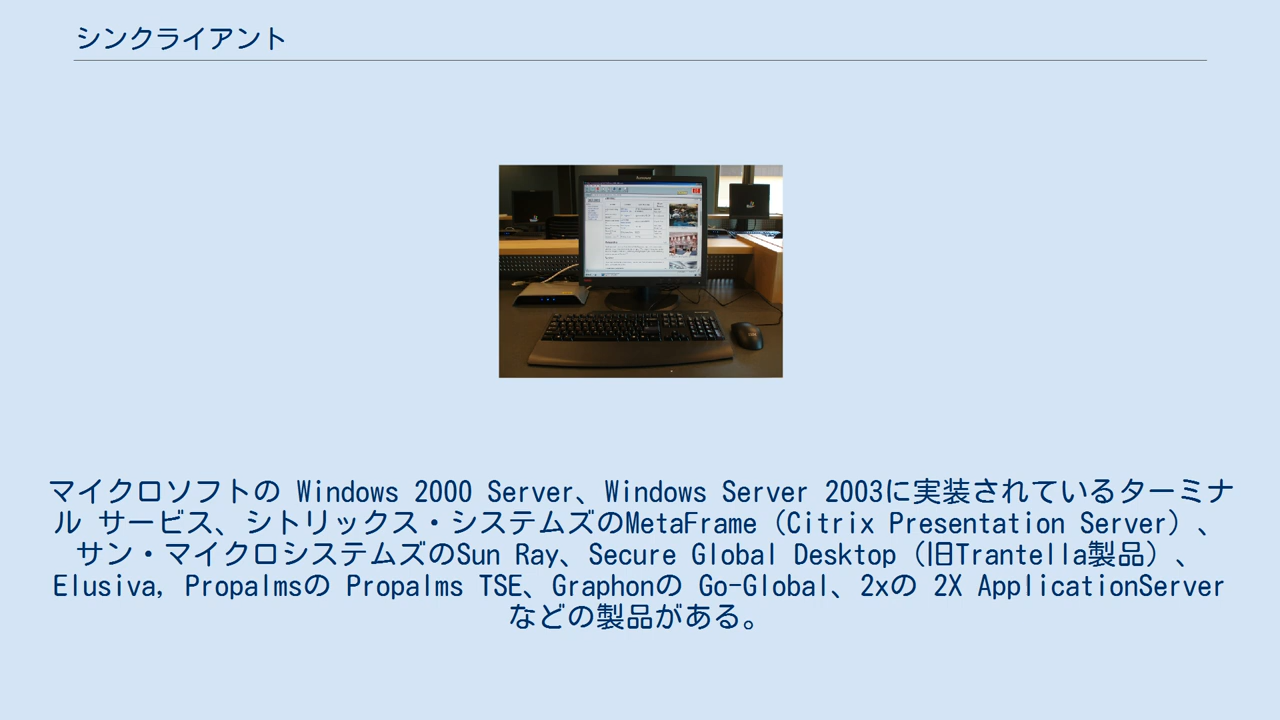 シンクライアント
マイクロソフトの Windows 2000 Server、Windows Server 2003に実装されているターミナ
ル サービス、シトリックス・システムズのMetaFrame（Citrix Presentation Server）、
サン・マイクロシステムズのSun Ray、Secure Global Desktop（旧Trantella製品）、
Elusiva, Propalmsの Propalms TSE、Graphonの Go-Global、2xの 2X ApplicationServer
などの製品がある。